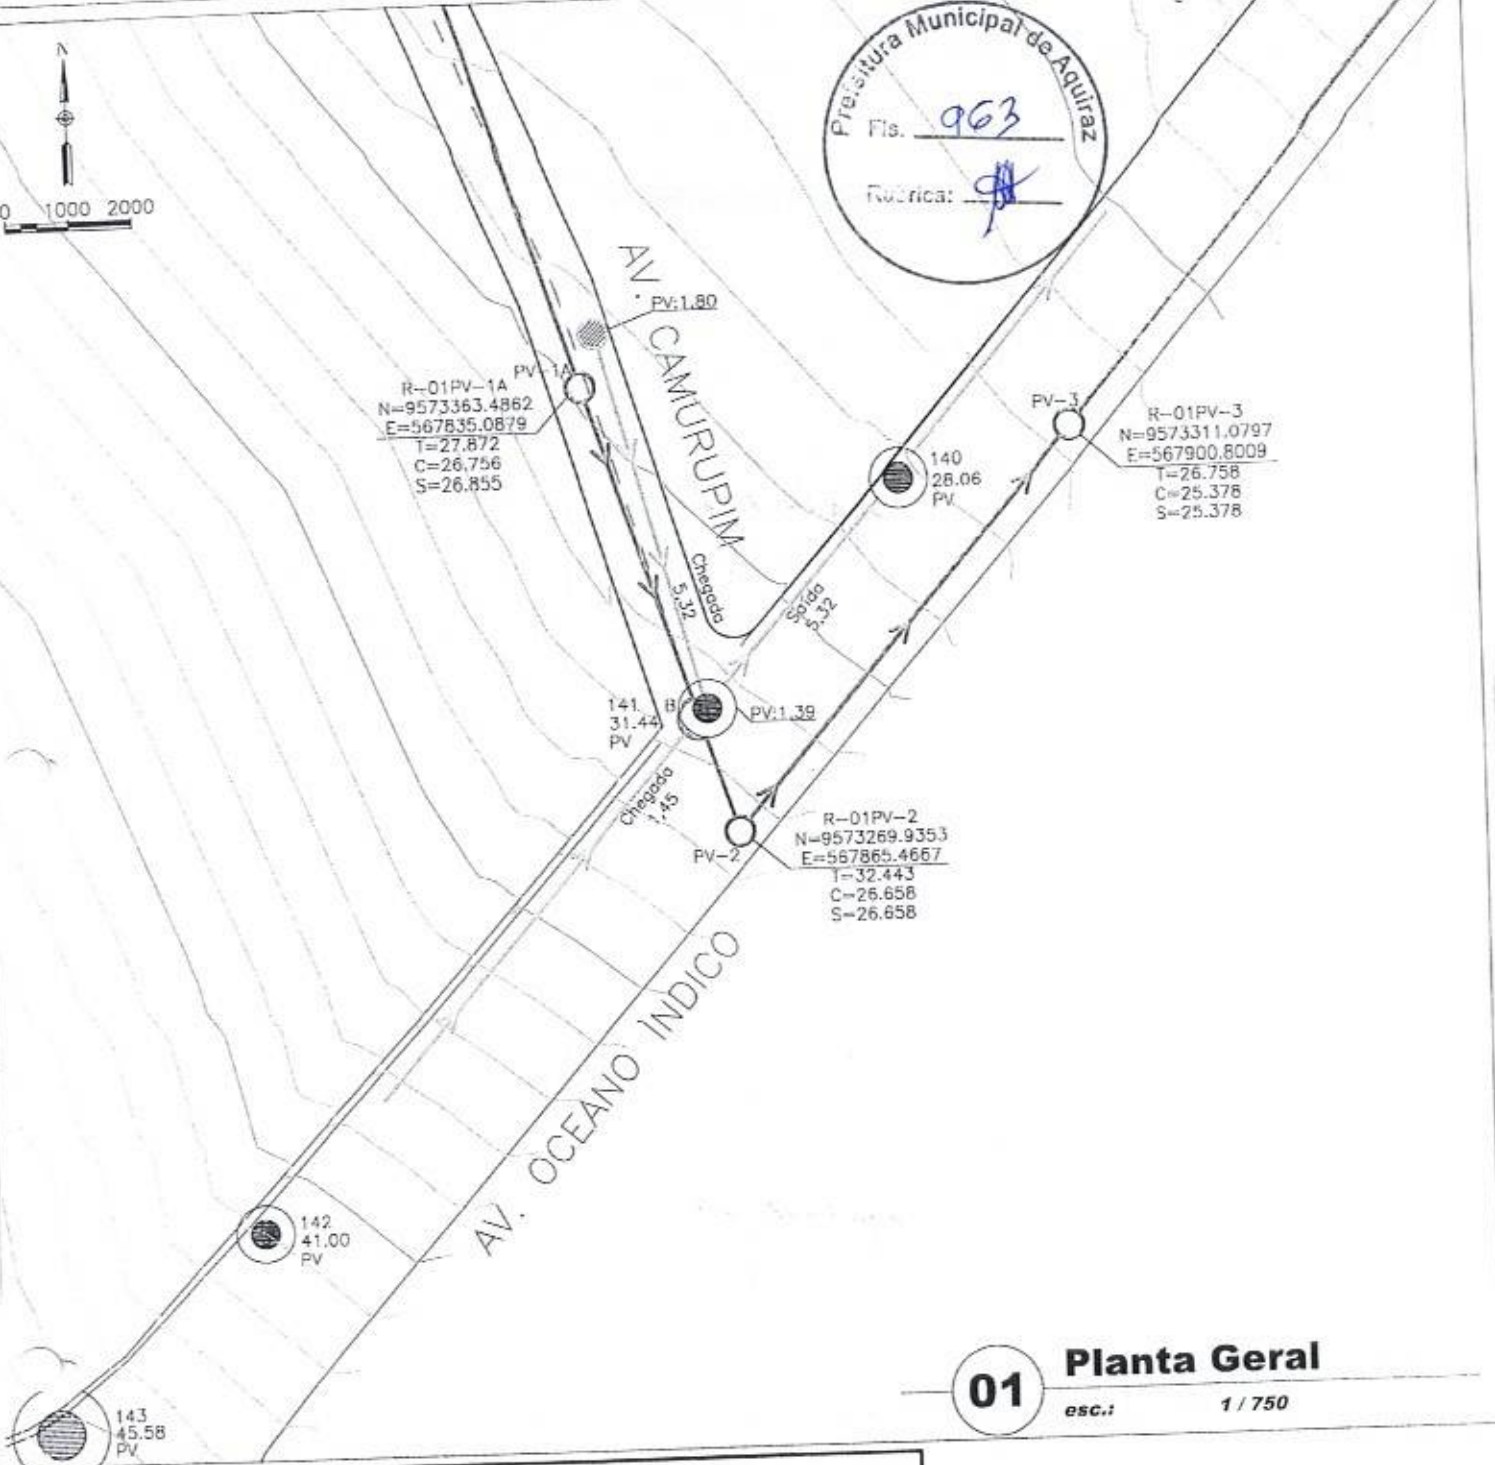 N
0 1000 2000
Prefeitura Municipal de Aquiraz
Fls. 963
Rubrica:
AV. CAMURUPIM
PV:1.80
PV-1A
R-01PV-1A
N=9573363.4862
E=567835.0879
T=27.872
C=26.756
S=26.855
PV-3
R-01PV-3
N=9573311.0797
E=567900.8009
T=26.758
C=25.378
S=25.378
140
28.06
PV
Chegada
5.32
Saída
5.32
141
31.44
PV
B
PV:1.39
Chegada
1.45
PV-2
R-01PV-2
N=9573269.9353
E=567865.4667
T=32.443
C=26.658
S=26.658
AV. OCEANO ÍNDICO
142
41.00
PV
143
45.58
PV
01
Planta Geral
esc.: 1 / 750